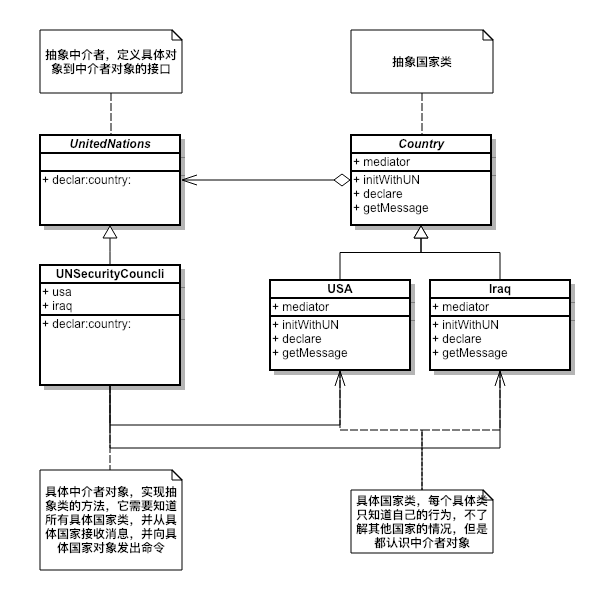 抽象中介者，定义具体对
象到中介者对象的接口
抽象国家类
UnitedNations
+ declar:country:
Country
+ mediator
+ initWithUN
+ declare
+ getMessage
UNSecurityCouncli
+ usa
+ iraq
+ declar:country:
USA
+ mediator
+ initWithUN
+ declare
+ getMessage
Iraq
+ mediator
+ initWithUN
+ declare
+ getMessage
具体中介者对象，实现抽
象类的方法，它需要知道
所有具体国家类，并从具
体国家接收消息，并向具
体国家对象发出命令
具体国家类，每个具体类
只知道自己的行为，不了
解其他国家的情况，但是
都认识中介者对象